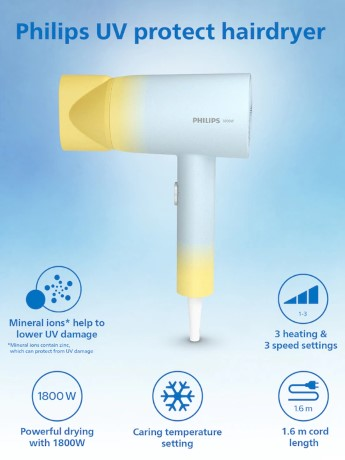 Philips UV protect hairdryer
PHILIPS
Mineral ions* help to
lower UV damage
*Mineral ions contain zinc,
which can protect from UV damage
1-3
3 heating &
3 speed settings
1800 W
Powerful drying
with 1800W
Caring temperature
setting
1.6 m
1.6 m cord
length